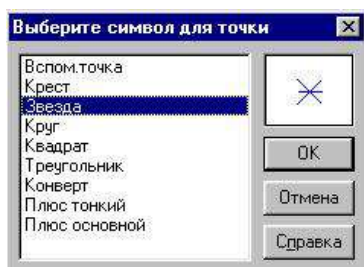 Выберите символ для точки
Вспом.точка
Крест
Звезда
Круг
Квадрат
Треугольник
Конверт
Плюс тонкий
Плюс основной
OK
Отмена
Справка